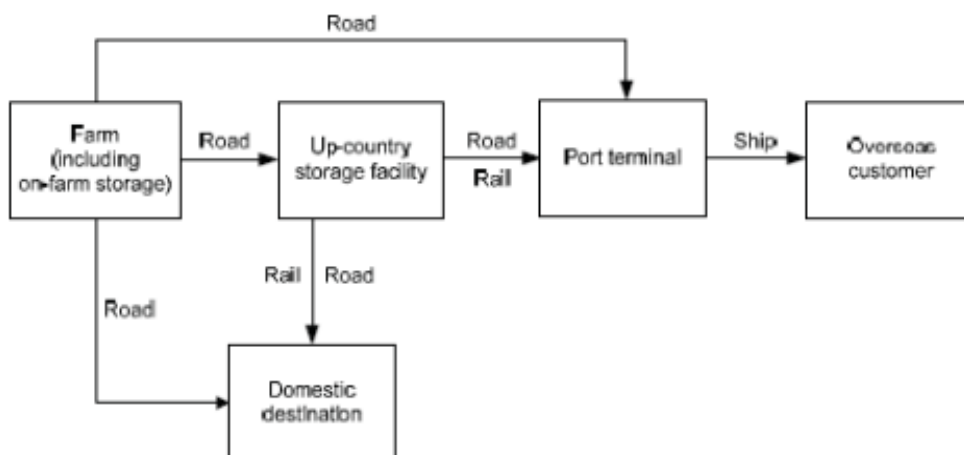 Road
Farm
(including
on-farm storage)
Road
Up-country
storage facility
Road
Rail
Port terminal
Ship
Overseas
customer
Rail
Road
Road
Domestic
destination